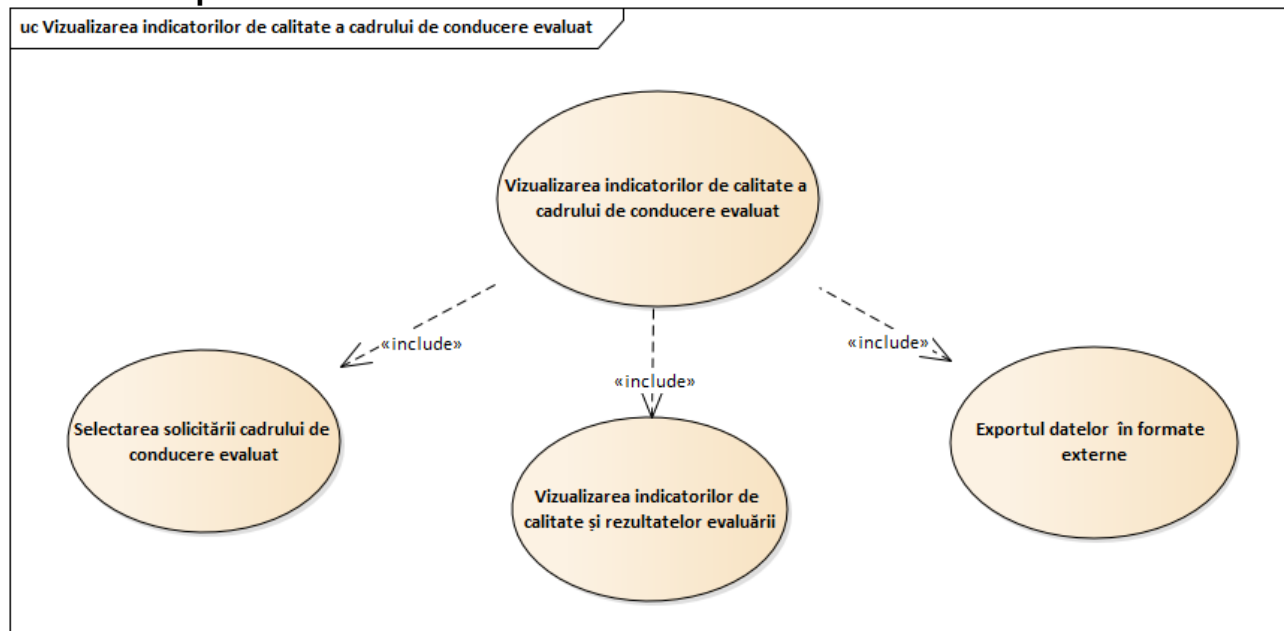 uc Vizualizarea indicatorilor de calitate a cadrului de conducere evaluat
Vizualizarea indicatorilor de calitate a
cadrului de conducere evaluat
«include»
«include»
«include»
Selectarea solicitării cadrului de
conducere evaluat
Vizualizarea indicatorilor de
calitate și rezultatelor evaluării
Exportul datelor în formate
externe